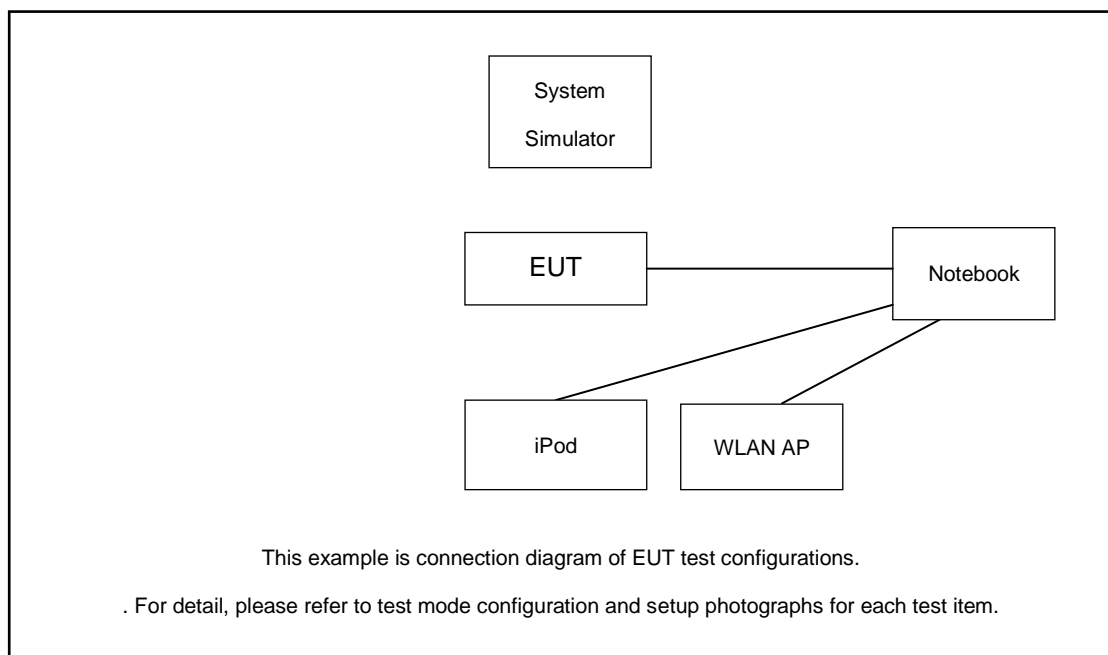 System
Simulator
EUT
Notebook
iPod
WLAN AP
This example is connection diagram of EUT test configurations.
. For detail, please refer to test mode configuration and setup photographs for each test item.